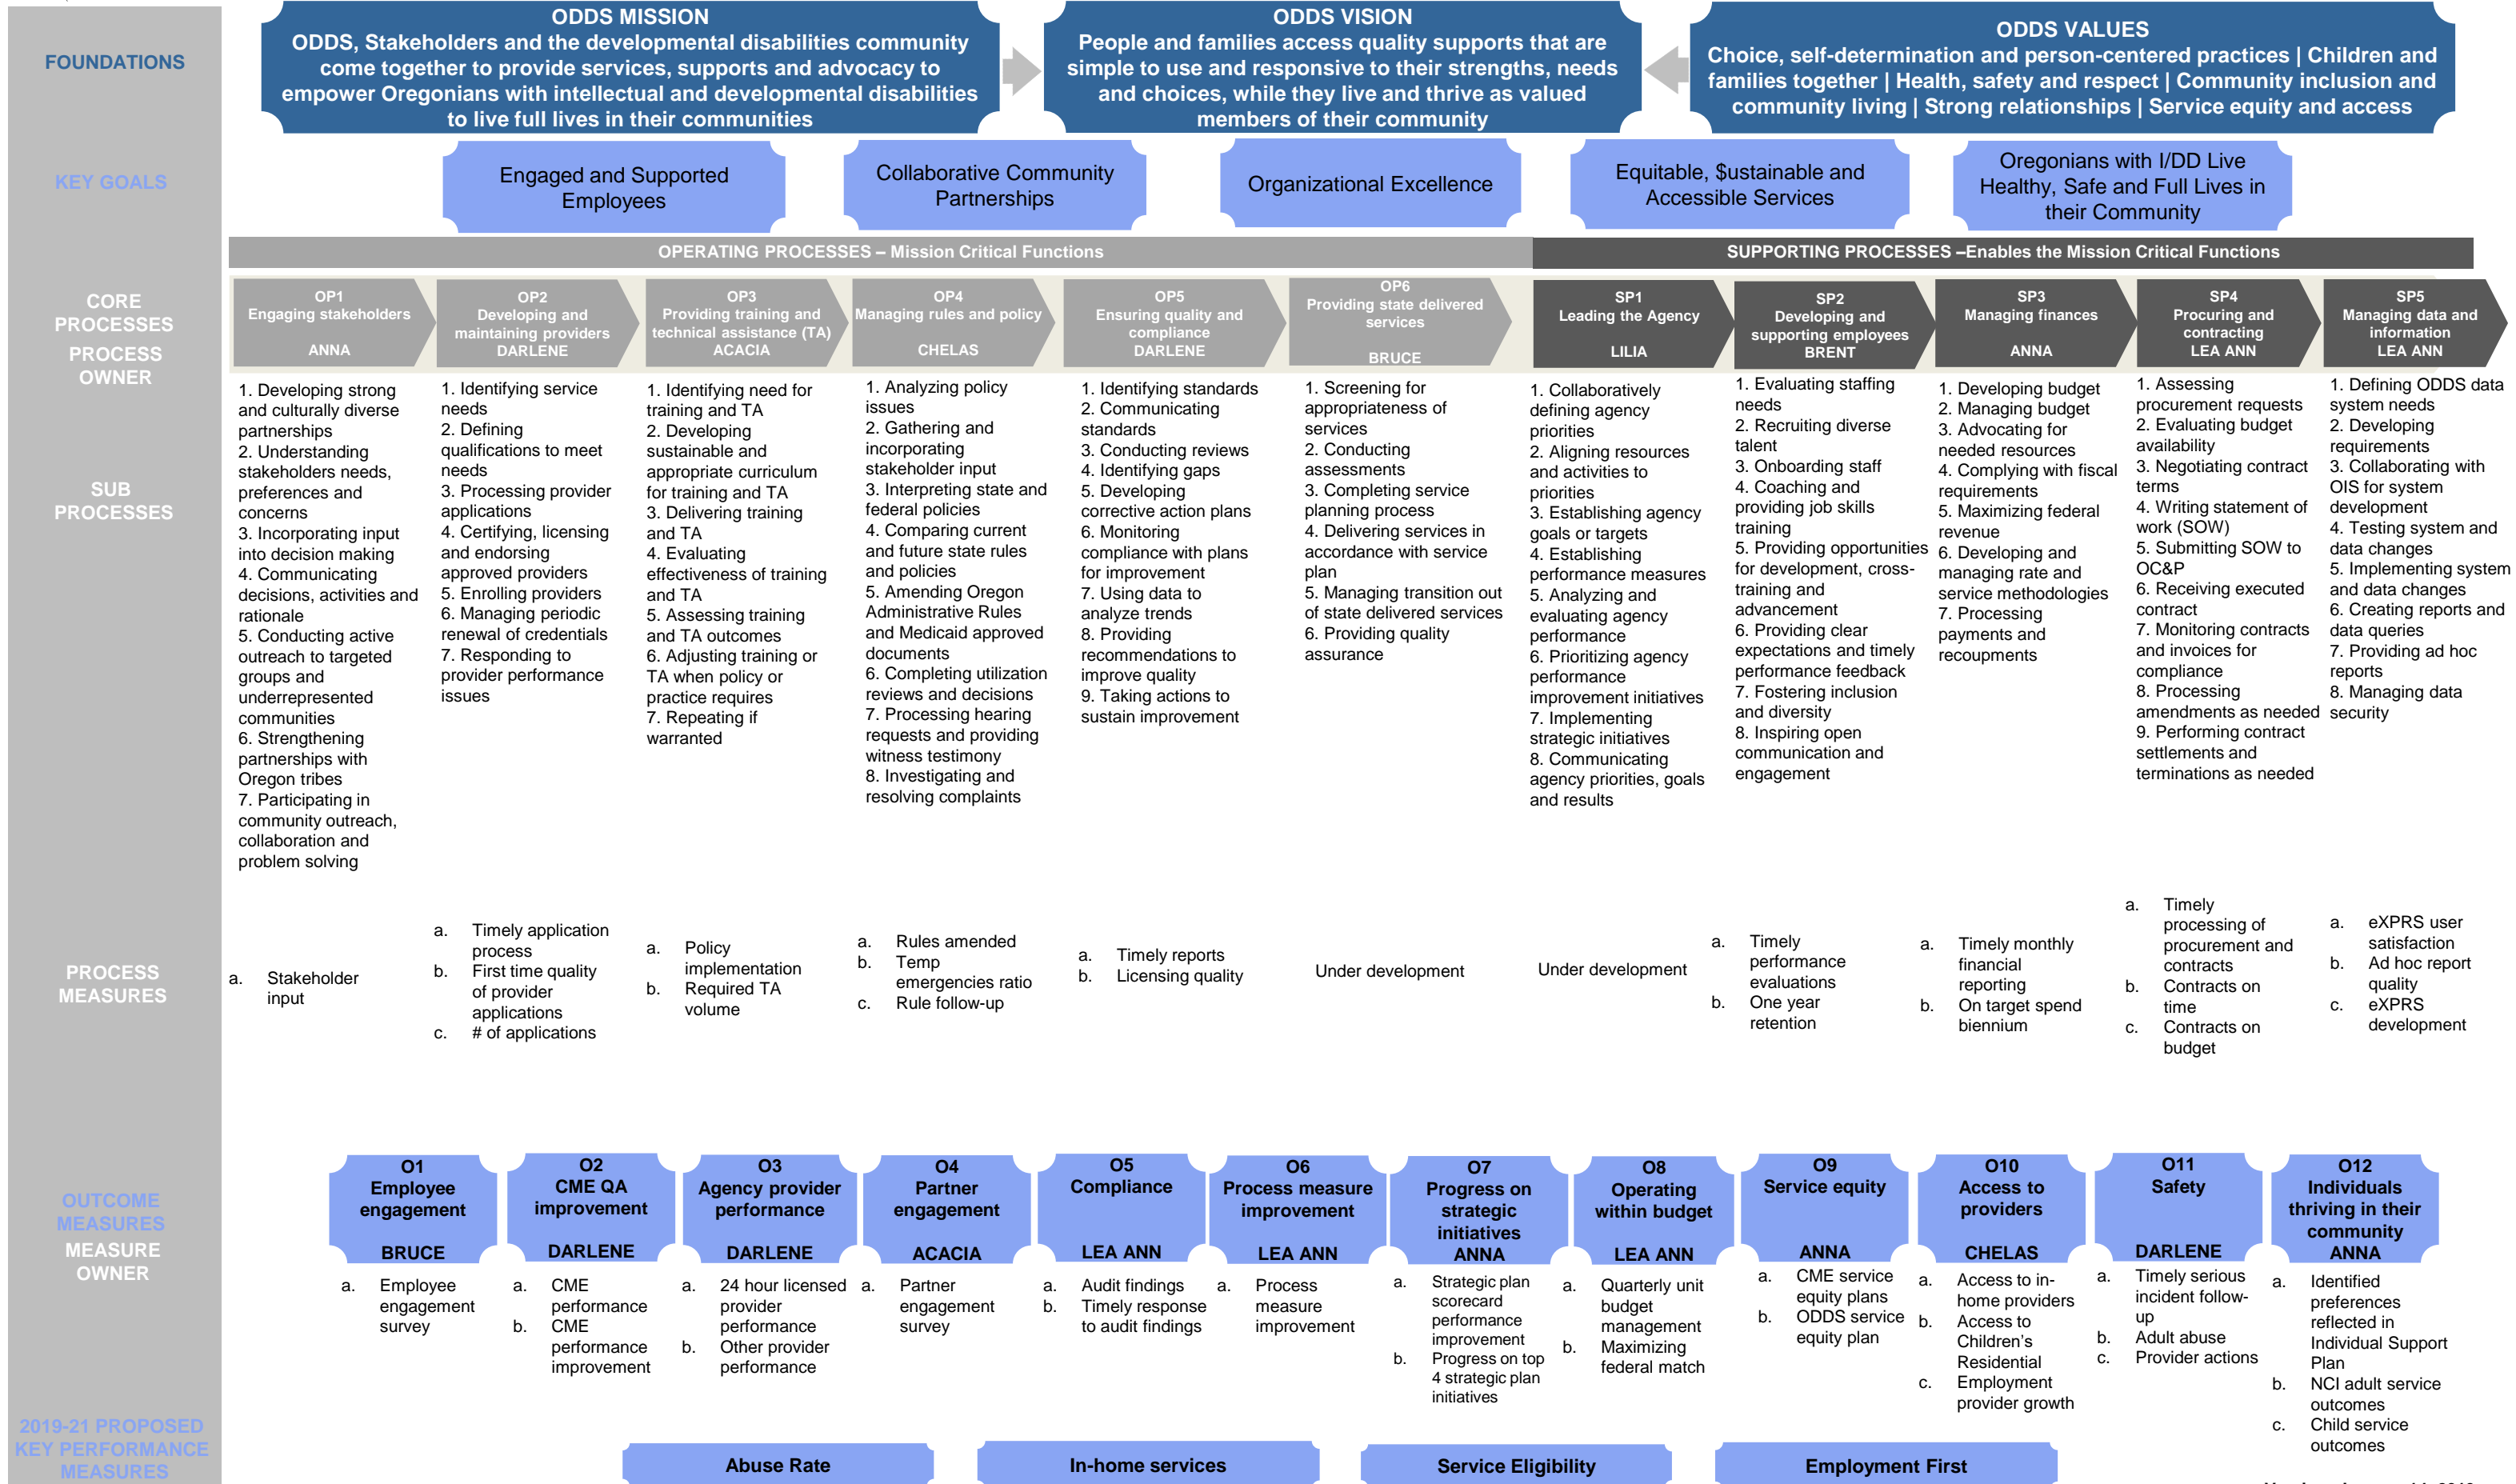 FOUNDATIONS
ODDS MISSION
ODDS, Stakeholders and the developmental disabilities community
come together to provide services, supports and advocacy to
empower Oregonians with intellectual and developmental disabilities
to live full lives in their communities
ODDS VISION
People and families access quality supports that are
simple to use and responsive to their strengths, needs
and choices, while they live and thrive as valued
members of their community
ODDS VALUES
Choice, self-determination and person-centered practices | Children and
families together | Health, safety and respect | Community inclusion and
community living | Strong relationships | Service equity and access
KEY GOALS
Engaged and Supported
Employees
Collaborative Community
Partnerships
Organizational Excellence
Equitable, $ustainable and
Accessible Services
Oregonians with I/DD Live
Healthy, Safe and Full Lives in
their Community
OPERATING PROCESSES – Mission Critical Functions
SUPPORTING PROCESSES –Enables the Mission Critical Functions
CORE
PROCESSES
PROCESS
OWNER
OP1
Engaging stakeholders
ANNA
OP2
Developing and
maintaining providers
DARLENE
OP3
Providing training and
technical assistance (TA)
ACACIA
OP4
Managing rules and policy
CHELAS
OP5
Ensuring quality and
compliance
DARLENE
OP6
Providing state delivered
services
BRUCE
SP1
Leading the Agency
LILIA
SP2
Developing and
supporting employees
BRENT
SP3
Managing finances
ANNA
SP4
Procuring and
contracting
LEA ANN
SP5
Managing data and
information
LEA ANN
SUB
PROCESSES
1. Developing strong
and culturally diverse
partnerships
2. Understanding
stakeholders needs,
preferences and
concerns
3. Incorporating input
into decision making
4. Communicating
decisions, activities and
rationale
5. Conducting active
outreach to targeted
groups and
underrepresented
communities
6. Strengthening
partnerships with
Oregon tribes
7. Participating in
community outreach,
collaboration and
problem solving
1. Identifying service
needs
2. Defining
qualifications to meet
needs
3. Processing provider
applications
4. Certifying, licensing
and endorsing
approved providers
5. Enrolling providers
6. Managing periodic
renewal of credentials
7. Responding to
provider performance
issues
1. Identifying need for
training and TA
2. Developing
sustainable and
appropriate curriculum
for training and TA
3. Delivering training
and TA
4. Evaluating
effectiveness of training
and TA
5. Assessing training
and TA outcomes
6. Adjusting training or
TA when policy or
practice requires
7. Repeating if
warranted
1. Analyzing policy
issues
2. Gathering and
incorporating
stakeholder input
3. Interpreting state and
federal policies
4. Comparing current
and future state rules
and policies
5. Amending Oregon
Administrative Rules
and Medicaid approved
documents
6. Completing utilization
reviews and decisions
7. Processing hearing
requests and providing
witness testimony
8. Investigating and
resolving complaints
1. Identifying standards
2. Communicating
standards
3. Conducting reviews
4. Identifying gaps
5. Developing
corrective action plans
6. Monitoring
compliance with plans
for improvement
7. Using data to
analyze trends
8. Providing
recommendations to
improve quality
9. Taking actions to
sustain improvement
1. Screening for
appropriateness of
services
2. Conducting
assessments
3. Completing service
planning process
4. Delivering services in
accordance with service
plan
5. Managing transition out
of state delivered services
6. Providing quality
assurance
1. Collaboratively
defining agency
priorities
2. Aligning resources
and activities to
priorities
3. Establishing agency
goals or targets
4. Establishing
performance measures
5. Analyzing and
evaluating agency
performance
6. Prioritizing agency
performance
improvement initiatives
7. Implementing
strategic initiatives
8. Communicating
agency priorities, goals
and results
1. Evaluating staffing
needs
2. Recruiting diverse
talent
3. Onboarding staff
4. Coaching and
providing job skills
training
5. Providing opportunities
for development, cross-
training and
advancement
6. Providing clear
expectations and timely
performance feedback
7. Fostering inclusion
and diversity
8. Inspiring open
communication and
engagement
1. Developing budget
2. Managing budget
3. Advocating for
needed resources
4. Complying with fiscal
requirements
5. Maximizing federal
revenue
6. Developing and
managing rate and
service methodologies
7. Processing
payments and
recoupments
1. Assessing
procurement requests
2. Evaluating budget
availability
3. Negotiating contract
terms
4. Writing statement of
work (SOW)
5. Submitting SOW to
OC&P
6. Receiving executed
contract
7. Monitoring contracts
and invoices for
compliance
8. Processing
amendments as needed
9. Performing contract
settlements and
terminations as needed
1. Defining ODDS data
system needs
2. Developing
requirements
3. Collaborating with
OIS for system
development
4. Testing system and
data changes
5. Implementing system
and data changes
6. Creating reports and
data queries
7. Providing ad hoc
reports
8. Managing data
security
PROCESS
MEASURES
a. Stakeholder
input
a. Timely application
process
b. First time quality
of provider
applications
c. # of applications
a. Policy
implementation
b. Required TA
volume
a. Rules amended
b. Temp
emergencies ratio
c. Rule follow-up
a. Timely reports
b. Licensing quality
Under development
Under development
a. Timely
performance
evaluations
b. One year
retention
a. Timely monthly
financial
reporting
b. On target spend
biennium
a. Timely
processing of
procurement and
contracts
b. Contracts on
time
c. Contracts on
budget
a. eXPRS user
satisfaction
b. Ad hoc report
quality
c. eXPRS
development
OUTCOME
MEASURES
MEASURE
OWNER
O1
Employee
engagement
BRUCE
O2
CME QA
improvement
DARLENE
O3
Agency provider
performance
DARLENE
O4
Partner
engagement
ACACIA
O5
Compliance
LEA ANN
O6
Process measure
improvement
LEA ANN
O7
Progress on
strategic
initiatives
ANNA
O8
Operating
within budget
LEA ANN
O9
Service equity
ANNA
O10
Access to
providers
CHELAS
O11
Safety
DARLENE
O12
Individuals
thriving in their
community
ANNA
a. Employee
engagement
survey
a. CME
performance
b. CME
performance
improvement
a. 24 hour licensed
provider
performance
b. Other provider
performance
a. Partner
engagement
survey
a. Audit findings
b. Timely response
to audit findings
a. Process
measure
improvement
a. Strategic plan
scorecard
performance
improvement
b. Progress on top
4 strategic plan
initiatives
a. Quarterly unit
budget
management
b. Maximizing
federal match
a. CME service
equity plans
b. ODDS service
equity plan
a. Access to in-
home providers
b. Access to
Children's
Residential
c. Employment
provider growth
a. Timely serious
incident follow-
up
b. Adult abuse
c. Provider actions
a. Identified
preferences
reflected in
Individual Support
Plan
b. NCI adult service
outcomes
c. Child service
outcomes
2019-21 PROPOSED
KEY PERFORMANCE
MEASURES
Abuse Rate
In-home services
Service Eligibility
Employment First